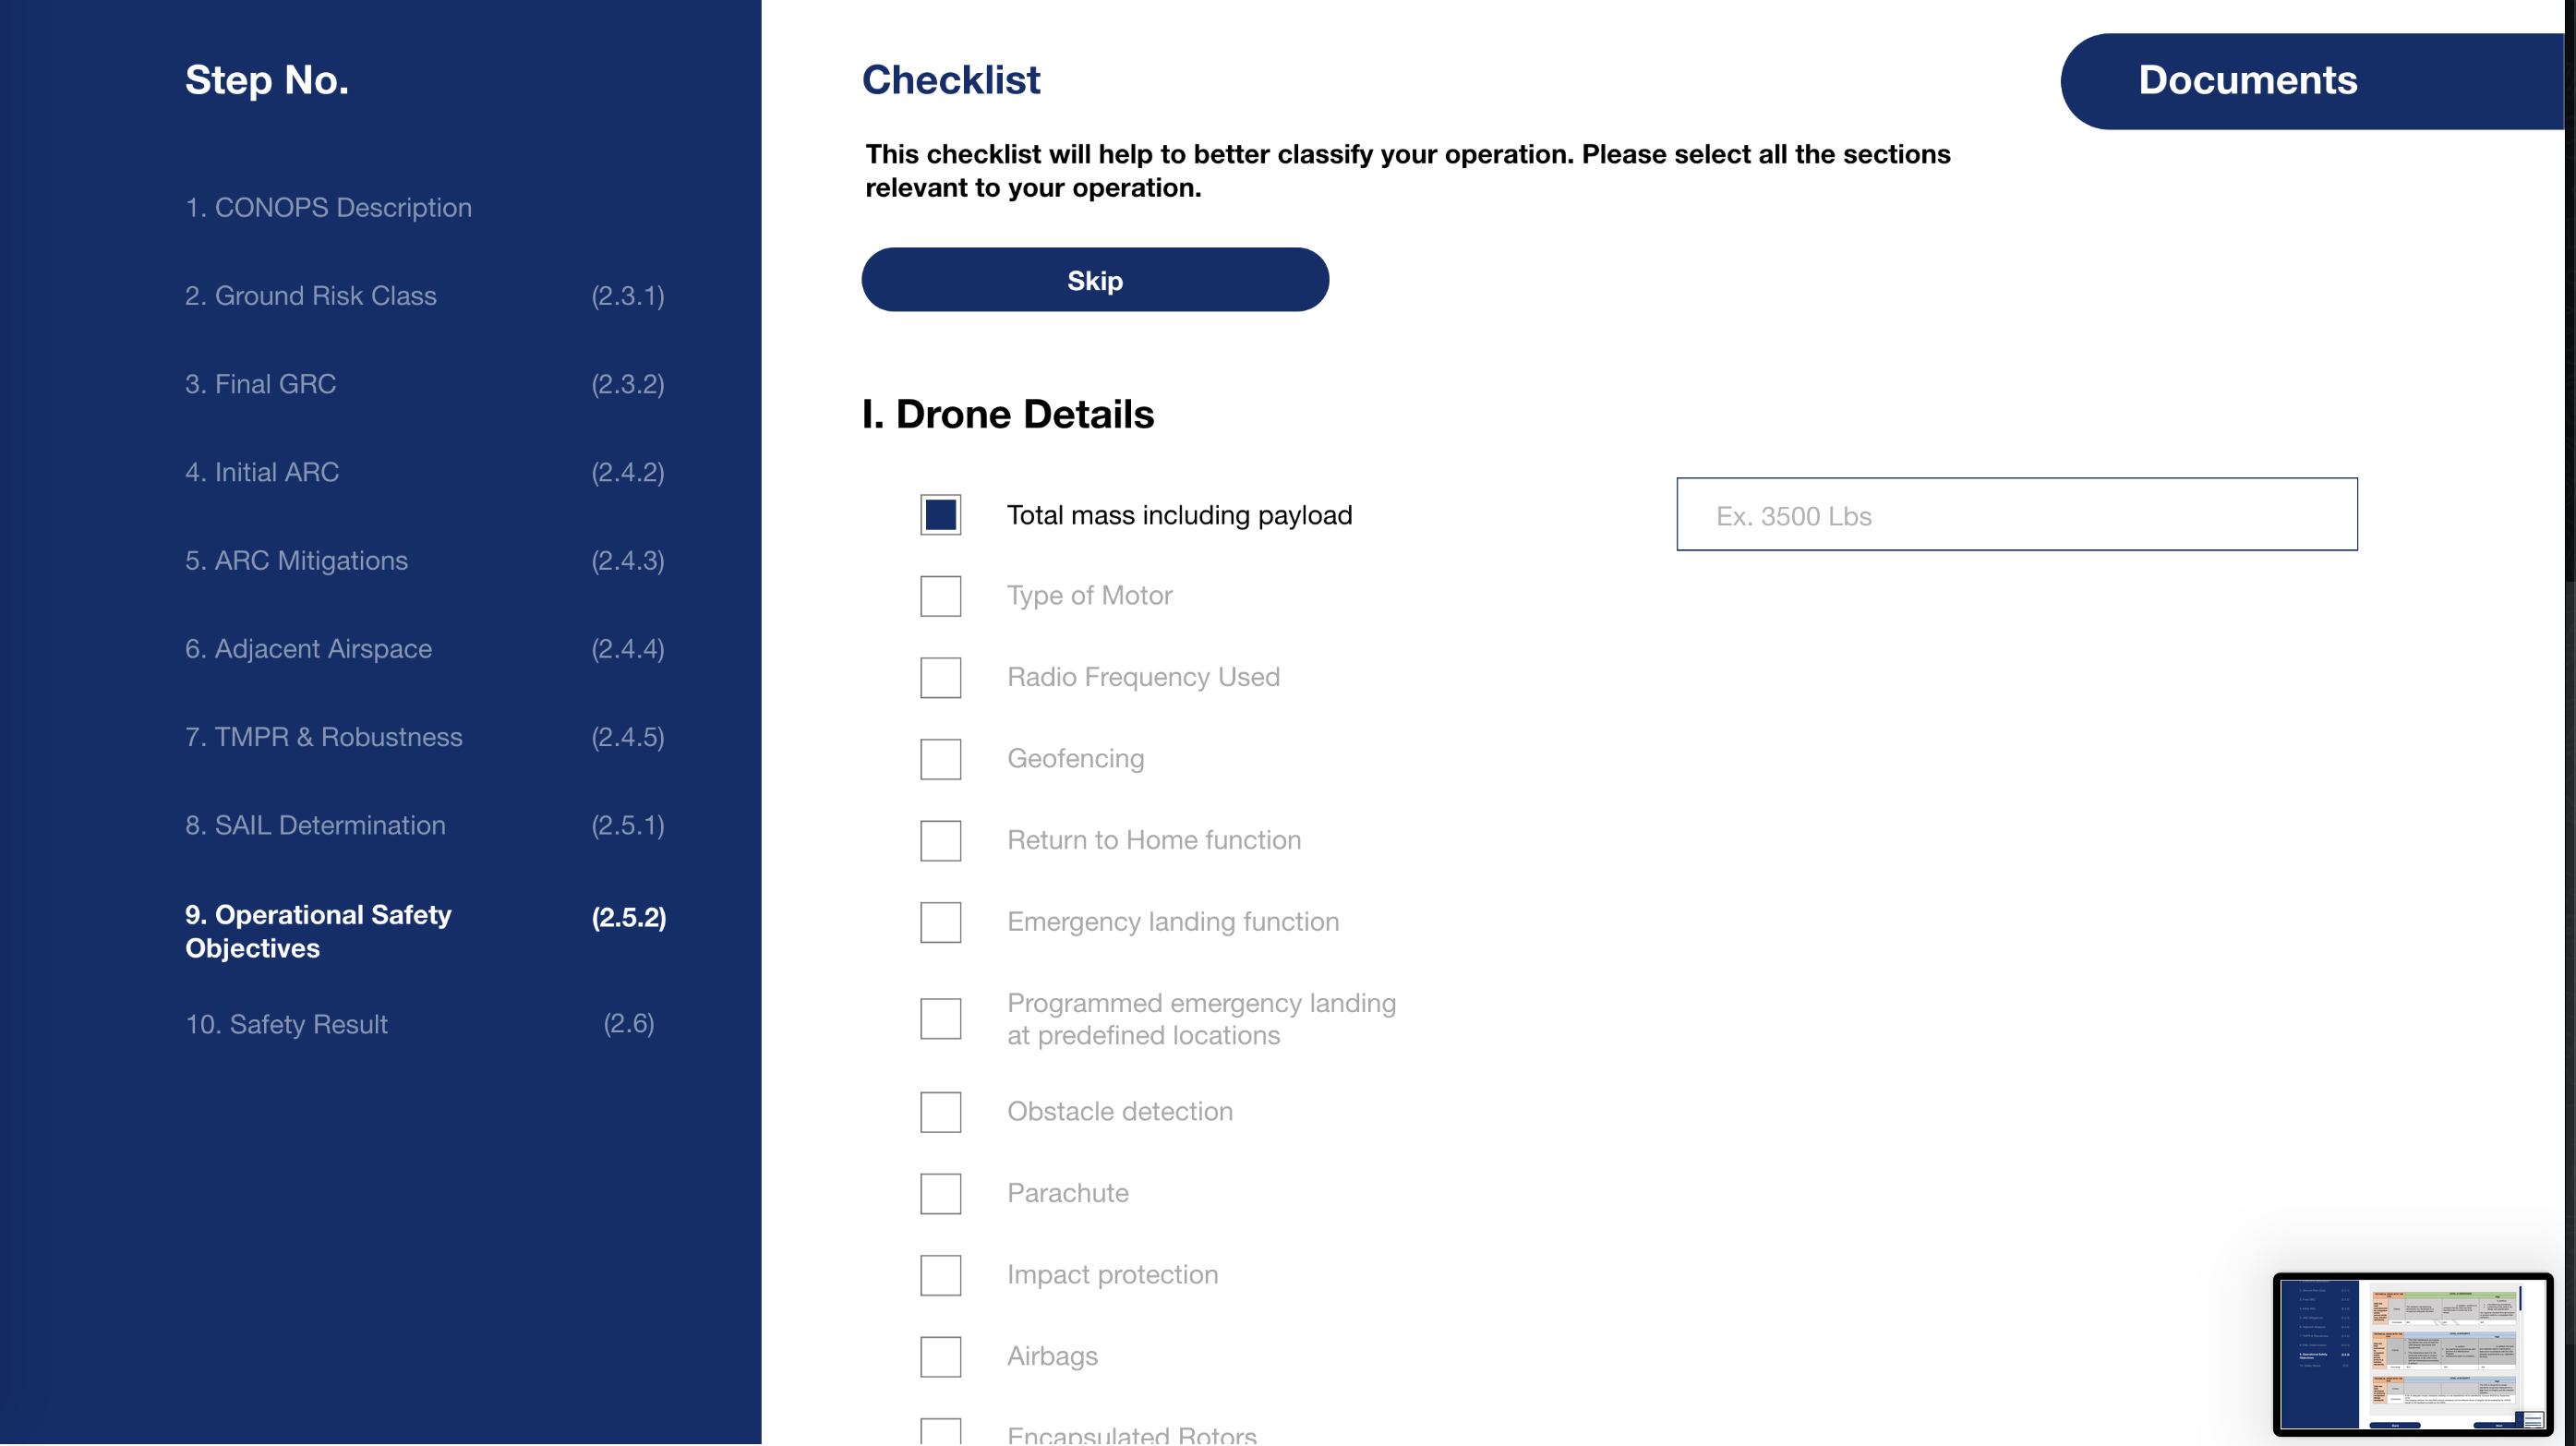 Step No.
1. CONOPS Description
2. Ground Risk Class (2.3.1)
3. Final GRC (2.3.2)
4. Initial ARC (2.4.2)
5. ARC Mitigations (2.4.3)
6. Adjacent Airspace (2.4.4)
7. TMPR & Robustness (2.4.5)
8. SAIL Determination (2.5.1)
9. Operational Safety (2.5.2)
Objectives
10. Safety Result (2.6)
Checklist
Documents
This checklist will help to better classify your operation. Please select all the sections
relevant to your operation.
Skip
I. Drone Details
Total mass including payload
Ex. 3500 Lbs
Type of Motor
Radio Frequency Used
Geofencing
Return to Home function
Emergency landing function
Programmed emergency landing
at predefined locations
Obstacle detection
Parachute
Impact protection
Airbags
Encapsulated Rotors